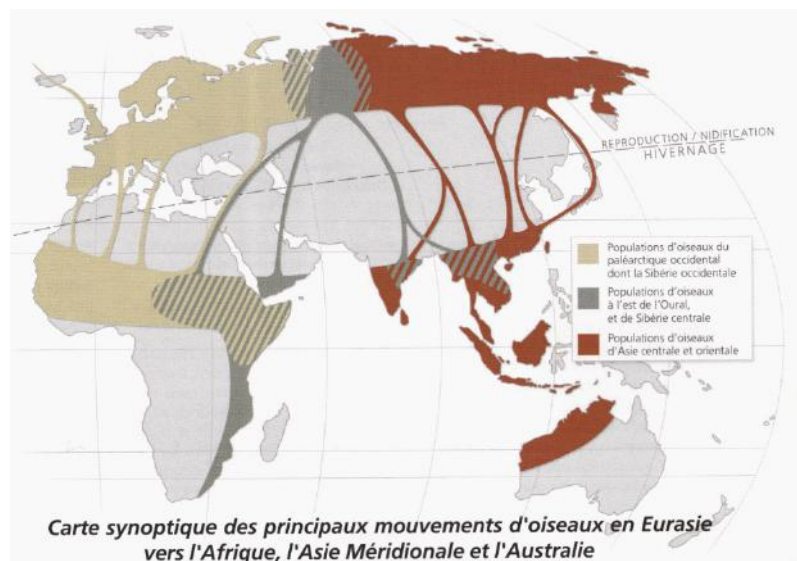 REPRODUCTION / NIDIFICATION
HIVERNAGE
Populations d'oiseaux du
paléarctique occidental
dont la Sibérie occidentale
Populations d'oiseaux
à l'est de l'Oural,
et de Sibérie centrale
Populations d'oiseaux
d'Asie centrale et orientale
Carte synoptique des principaux mouvements d'oiseaux en Eurasie
vers l'Afrique, l'Asie Méridionale et l'Australie